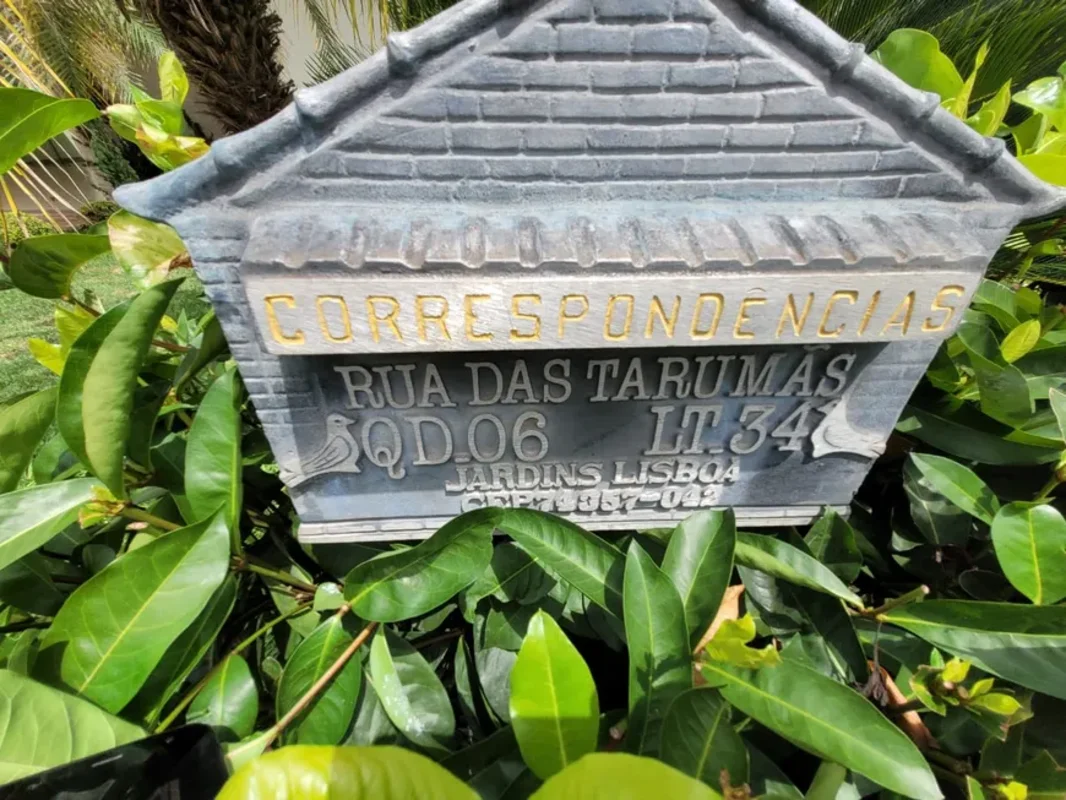 CORRESPONDÊNCIAS
RUA DAS TARUMÃS
QD.06 LT.34
JARDINS LISBOA
CEP74357-042